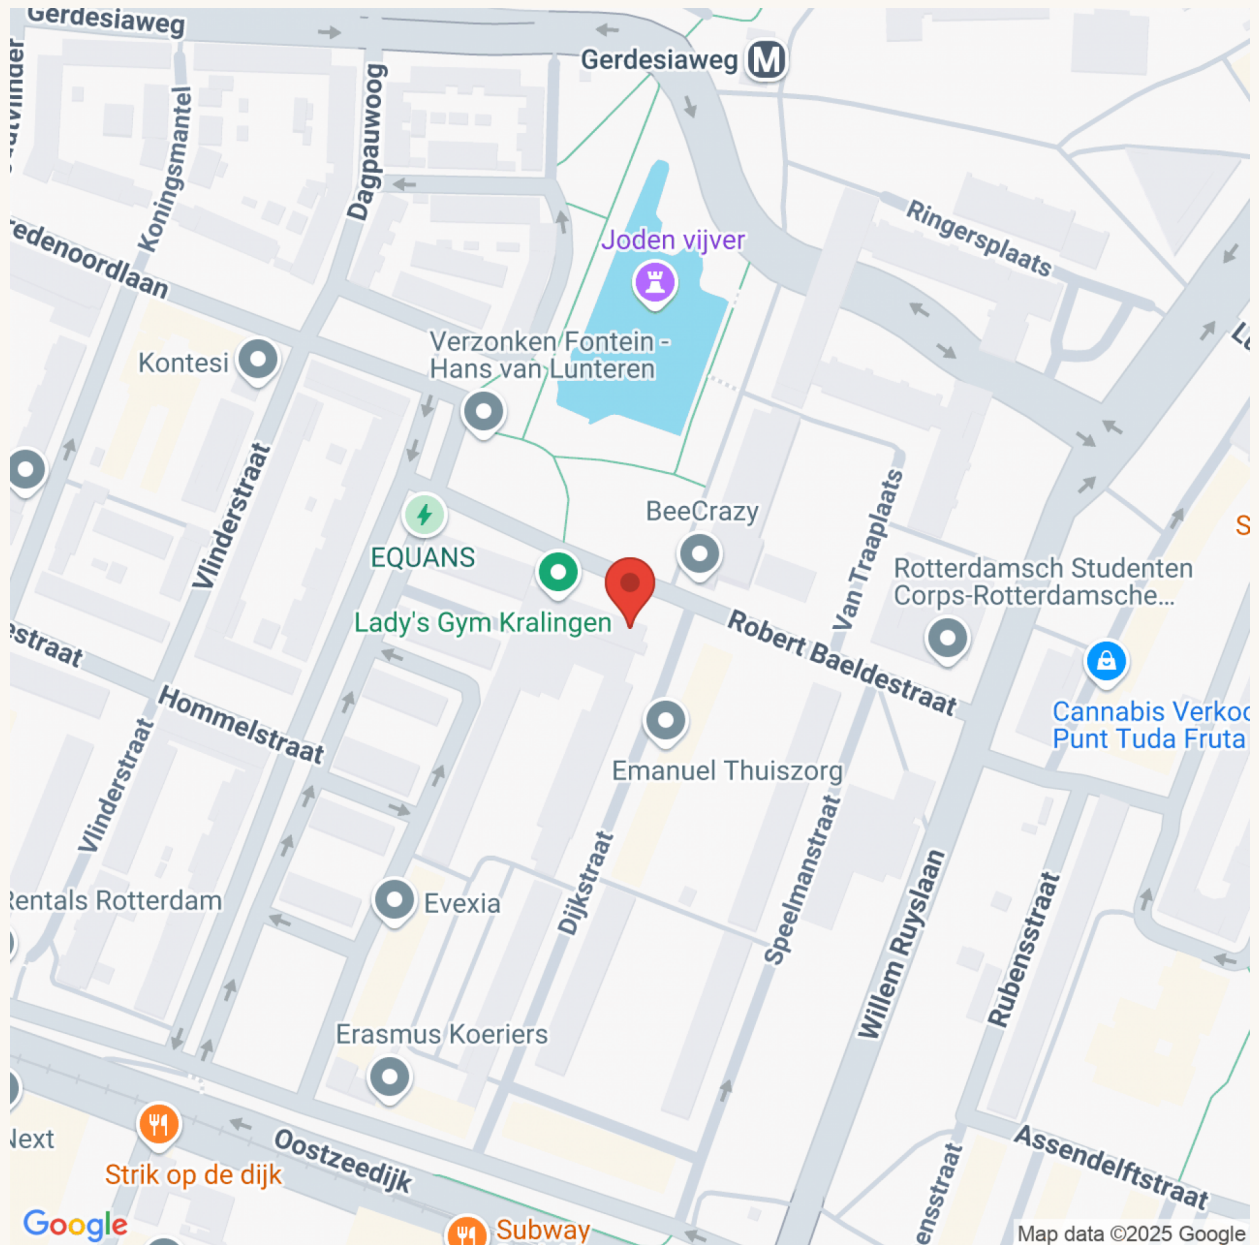 Gerdesiaweg
Gerdesiaweg
M
Koningsmantel
Dagpauwoog
Ringersplaats
Joden vijver
Verzonken Fontein -
Hans van Lunteren
Kontesi
Vlinderstraat
BeeCrazy
EQUANS
Van Traaplaats
Rotterdamsch Studenten
Corps-Rotterdamsche...
Lady's Gym Kralingen
Robert Baeldestraat
Hommelstraat
Cannabis Verkoo
Punt Tuda Fruta
Emanuel Thuiszorg
Vlinderstraat
Speelmanstraat
Dijkstraat
Rentals Rotterdam
Evexia
Willem Ruyslaan
Rubensstraat
Erasmus Koeriers
Next
Strik op de dijk
Oostzeedijk
Assendelftstraat
ensstraat
Subway
Google
Map data ©2025 Google